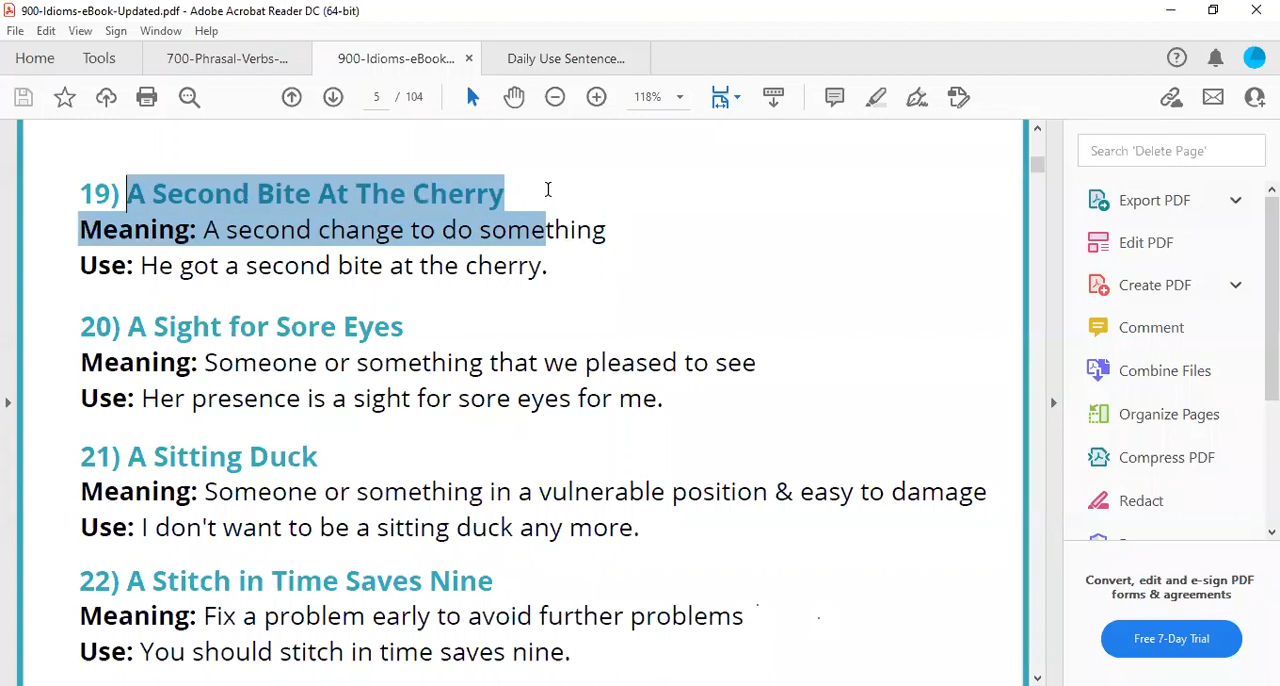 900-Idioms-eBook-Updated.pdf - Adobe Acrobat Reader DC (64-bit)
File Edit View Sign Window Help
Home Tools 700-Phrasal-Verbs-... 900-Idioms-eBook... × Daily Use Sentence...
5 / 104 118%
19) A Second Bite At The Cherry
Meaning: A second change to do something
Use: He got a second bite at the cherry.
20) A Sight for Sore Eyes
Meaning: Someone or something that we pleased to see
Use: Her presence is a sight for sore eyes for me.
21) A Sitting Duck
Meaning: Someone or something in a vulnerable position & easy to damage
Use: I don't want to be a sitting duck any more.
22) A Stitch in Time Saves Nine
Meaning: Fix a problem early to avoid further problems
Use: You should stitch in time saves nine.
Search 'Delete Page'
Export PDF
Edit PDF
Create PDF
Comment
Combine Files
Organize Pages
Compress PDF
Redact
Convert, edit and e-sign PDF
forms & agreements
Free 7-Day Trial